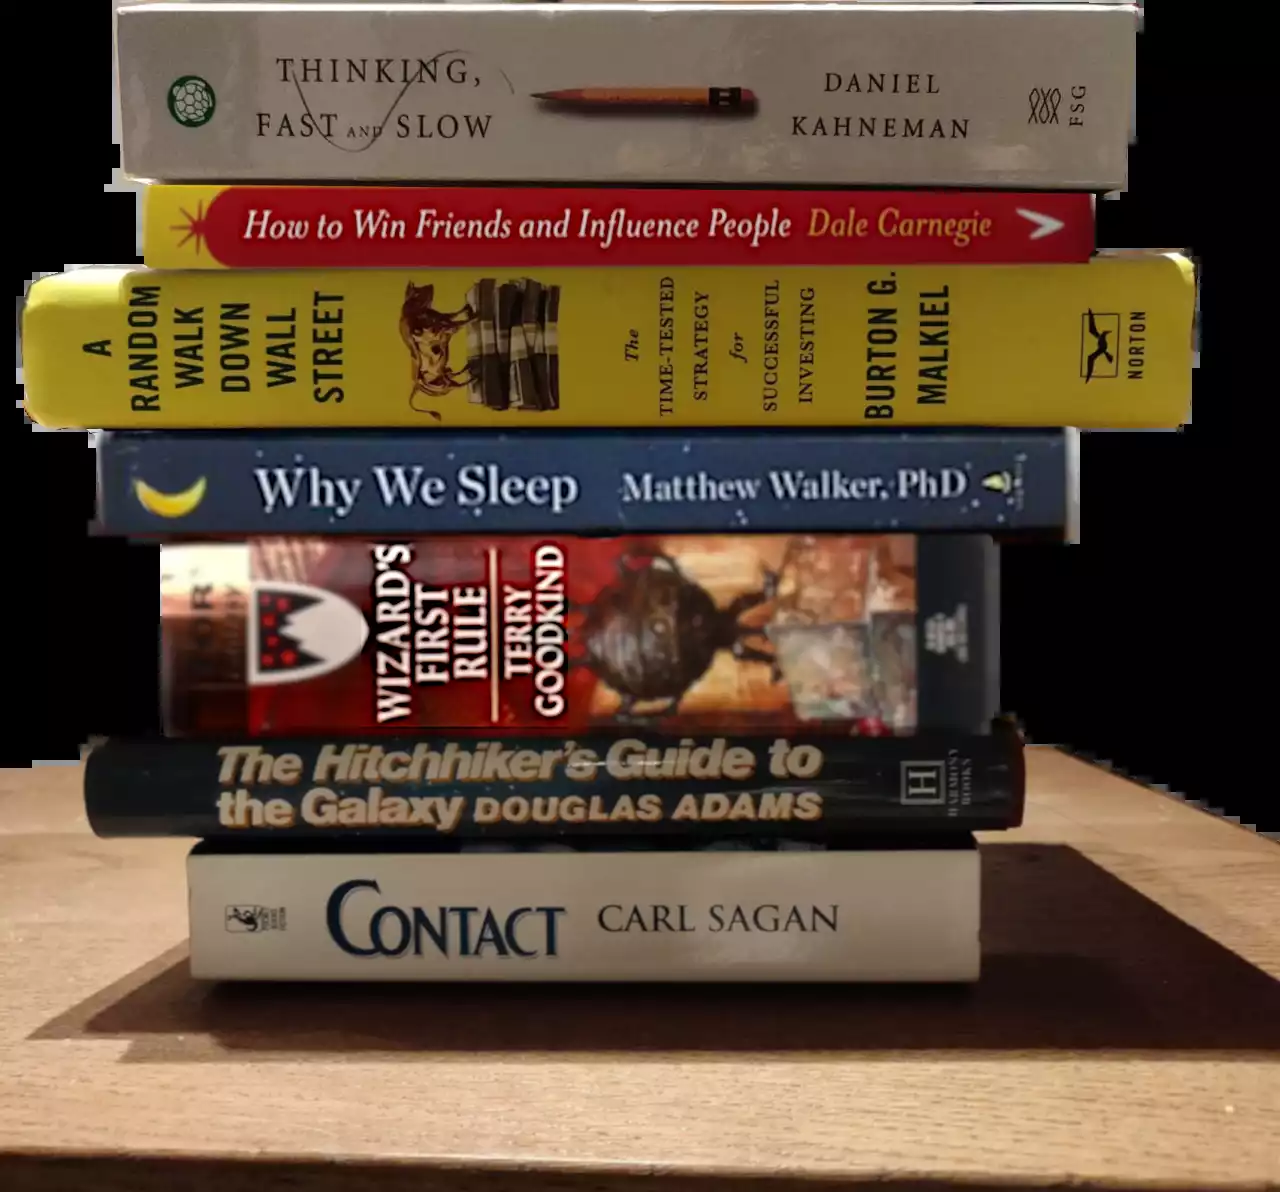 THINKING,
FAST AND SLOW
DANIEL
KAHNEMAN
FSG
How to Win Friends and Influence People Dale Carnegie
A
RANDOM
WALK
DOWN
WALL
STREET
The
TIME-TESTED
STRATEGY
for
SUCCESSFUL
INVESTING
BURTON G.
MALKIEL
NORTON
Why We Sleep Matthew Walker, PhD
WIZARD'S
FIRST
RULE
TERRY
GOODKIND
The Hitchhiker's Guide to
the Galaxy DOUGLAS ADAMS
H
HARMONY
BOOKS
CONTACT CARL SAGAN